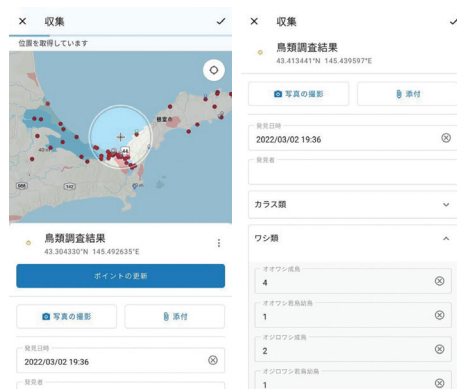 収集
位置を取得しています
根室市
44
888
142
鳥類調査結果
43.304330°N 145.492635°E
ポイントの更新
写真の撮影
添付
発見日時
2022/03/02 19:36
発見者
収集
鳥類調査結果
43.413441°N 145.439597°E
写真の撮影
添付
発見日時
2022/03/02 19:36
発見者
カラス類
ワシ類
オオワシ成鳥
4
オオワシ若鳥幼鳥
1
オジロワシ成鳥
2
オジロワシ若鳥幼鳥
1